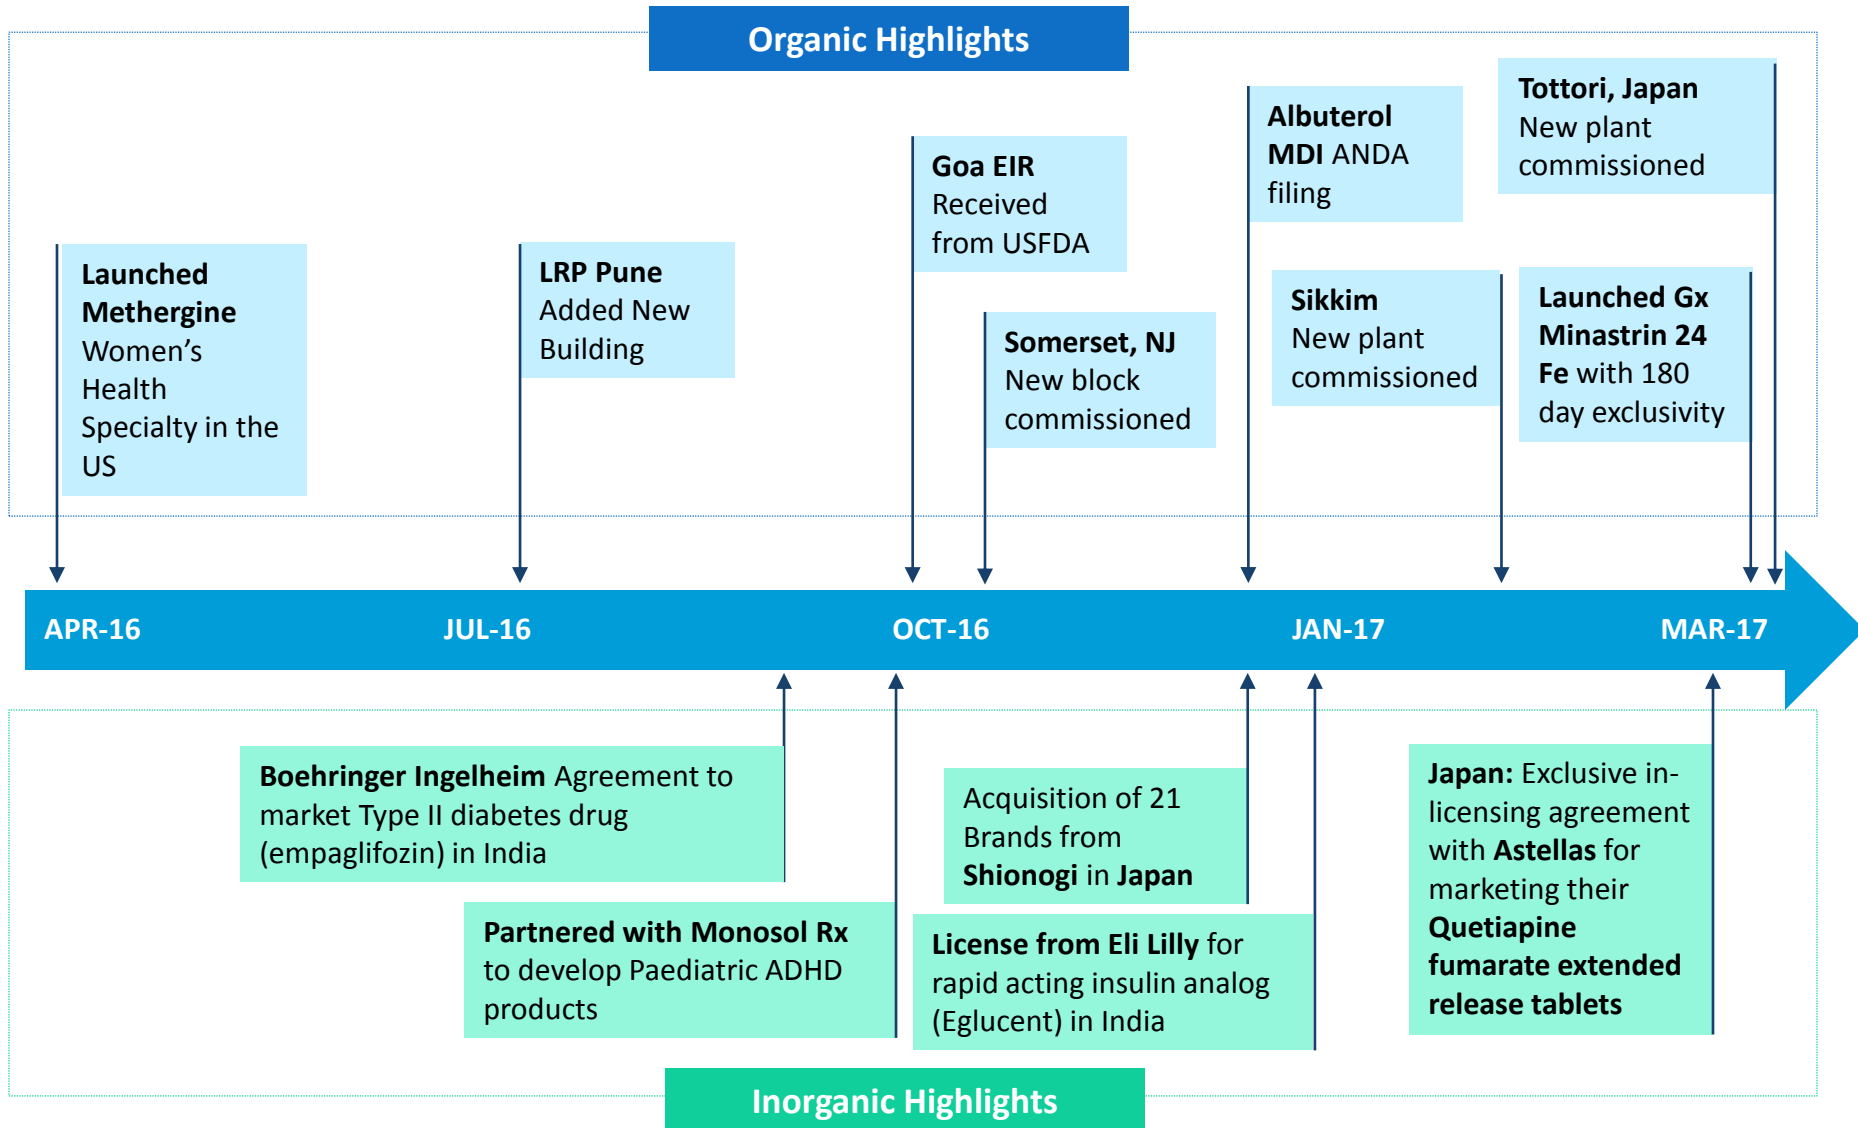 Organic Highlights
Launched
Methergine
Women’s
Health
Specialty in the
US
LRP Pune
Added New
Building
Goa EIR
Received
from USFDA
Somerset, NJ
New block
commissioned
Albuterol
MDI ANDA
filing
Sikkim
New plant
commissioned
Tottori, Japan
New plant
commissioned
Launched Gx
Minastrin 24
Fe with 180
day exclusivity
APR-16
JUL-16
OCT-16
JAN-17
MAR-17
Boehringer Ingelheim Agreement to
market Type II diabetes drug
(empaglifozin) in India
Partnered with Monosol Rx
to develop Paediatric ADHD
products
Acquisition of 21
Brands from
Shionogi in Japan
License from Eli Lilly for
rapid acting insulin analog
(Eglucent) in India
Japan: Exclusive in-
licensing agreement
with Astellas for
marketing their
Quetiapine
fumarate extended
release tablets
Inorganic Highlights